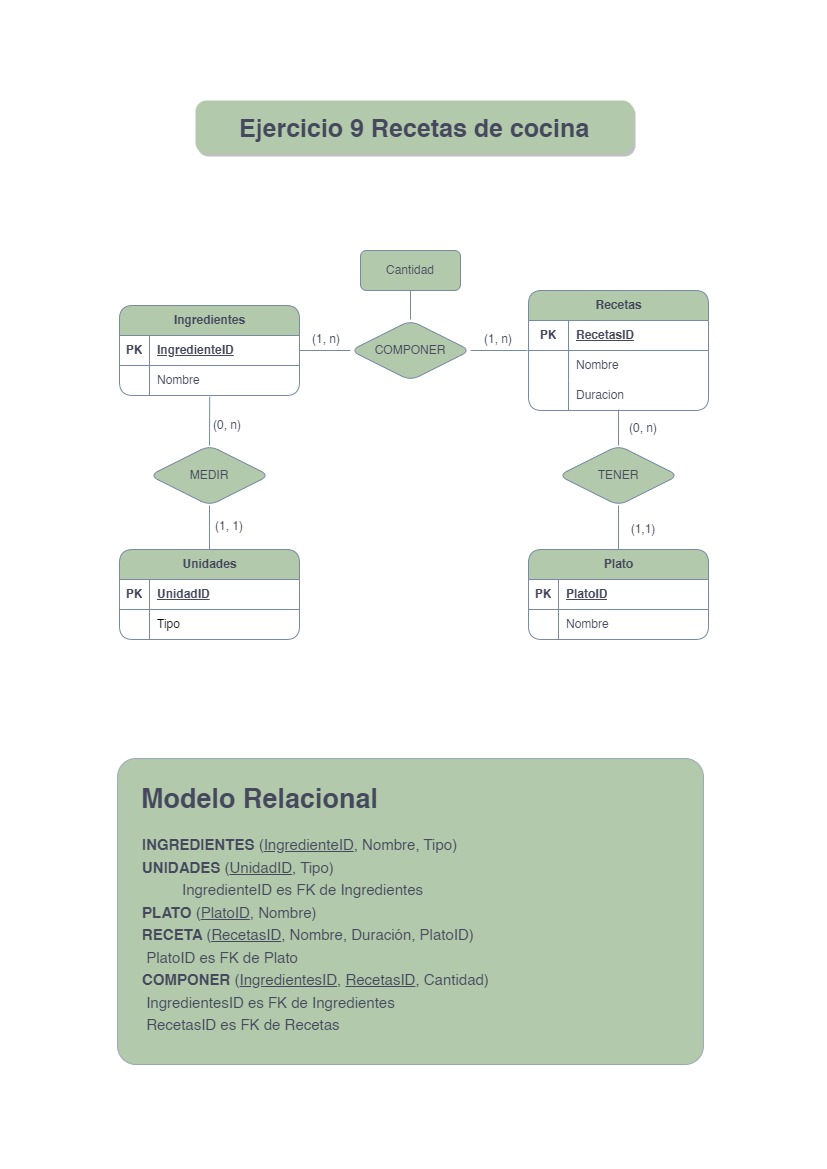 Ejercicio 9 Recetas de cocina
Cantidad
Ingredientes
PK IngredienteID
Nombre
(1, n)
COMPONER
(1, n)
Recetas
PK RecetasID
Nombre
Duracion
(0, n)
(0, n)
MEDIR
TENER
(1, 1)
(1,1)
Unidades
PK UnidadID
Tipo
Plato
PK PlatoID
Nombre
Modelo Relacional
INGREDIENTES (IngredienteID, Nombre, Tipo)
UNIDADES (UnidadID, Tipo)
IngredienteID es FK de Ingredientes
PLATO (PlatoID, Nombre)
RECETA (RecetasID, Nombre, Duración, PlatoID)
PlatoID es FK de Plato
COMPONER (IngredientesID, RecetasID, Cantidad)
IngredientesID es FK de Ingredientes
RecetasID es FK de Recetas